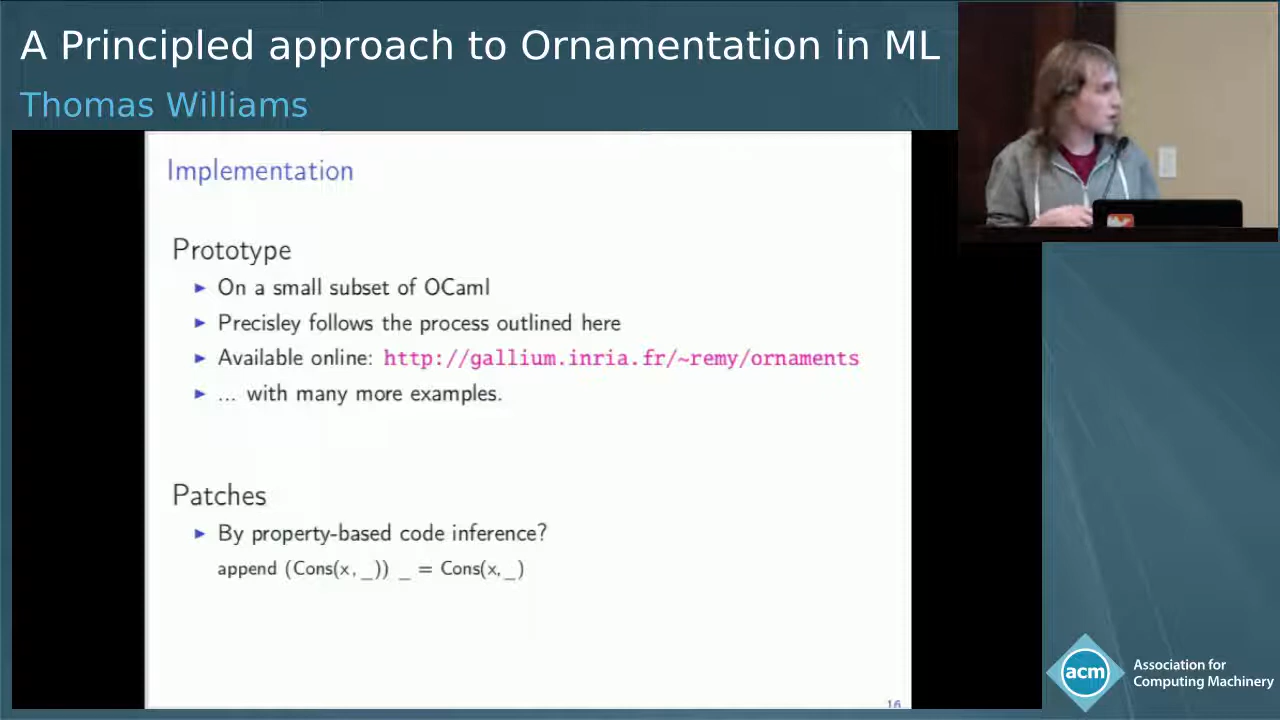 A Principled approach to Ornamentation in ML
Thomas Williams
Implementation
Prototype
► On a small subset of OCaml
► Precisley follows the process outlined here
► Available online: http://gallium.inria.fr/~remy/ornaments
► ... with many more examples.
Patches
► By property-based code inference?
append (Cons(x, _)) _ = Cons(x, _)
16
acm
Association for
Computing Machinery